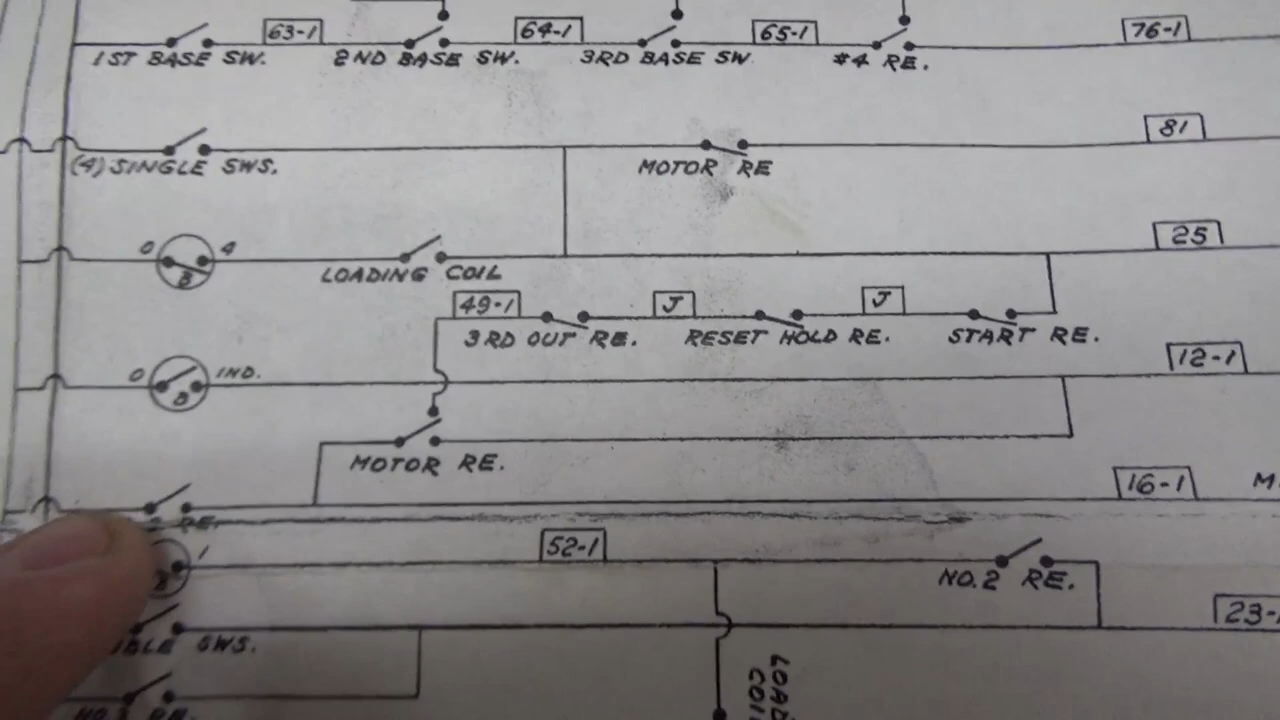 63-1 64-1 65-1 76-1
1ST BASE SW. 2ND BASE SW. 3RD BASE SW. #4 RE.
81
(4) SINGLE SWS. MOTOR RE
0 4 25
B
LOADING COIL
49-1 J J
3RD OUT RE. RESET HOLD RE. START RE.
0 IND. 12-1
B
MOTOR RE.
16-1
RE.
1 52-1
NO.2 RE.
23-
SWS.
RE.